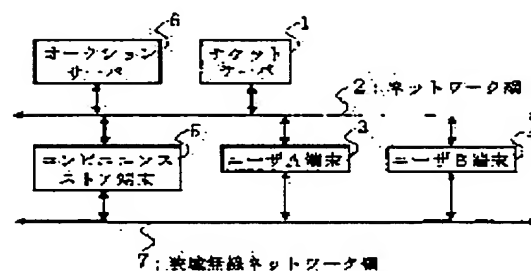 6
1
オークション
サーバ
チケット
サーバ
2：ネットワーク網
5
3
コンビニエンス
ストア端末
ユーザA端末
ユーザB端末
7：狭域無線ネットワーク網